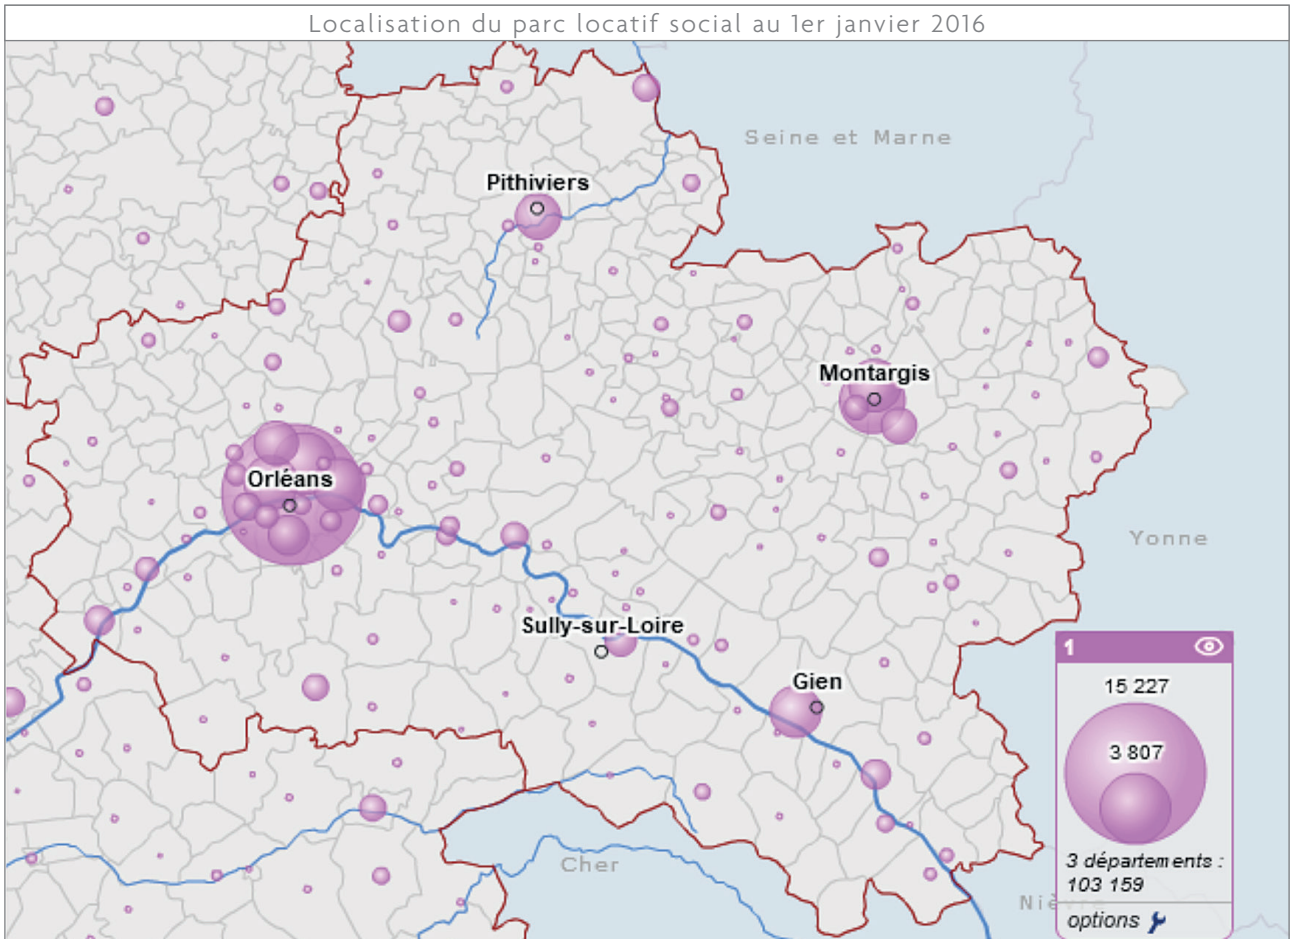 Localisation du parc locatif social au 1er janvier 2016
Seine et Marne
Pithiviers
Montargis
Orléans
Yonne
Sully-sur-Loire
Gien
Cher
Nièvre
1
15 227
3 807
3 départements :
103 159
options